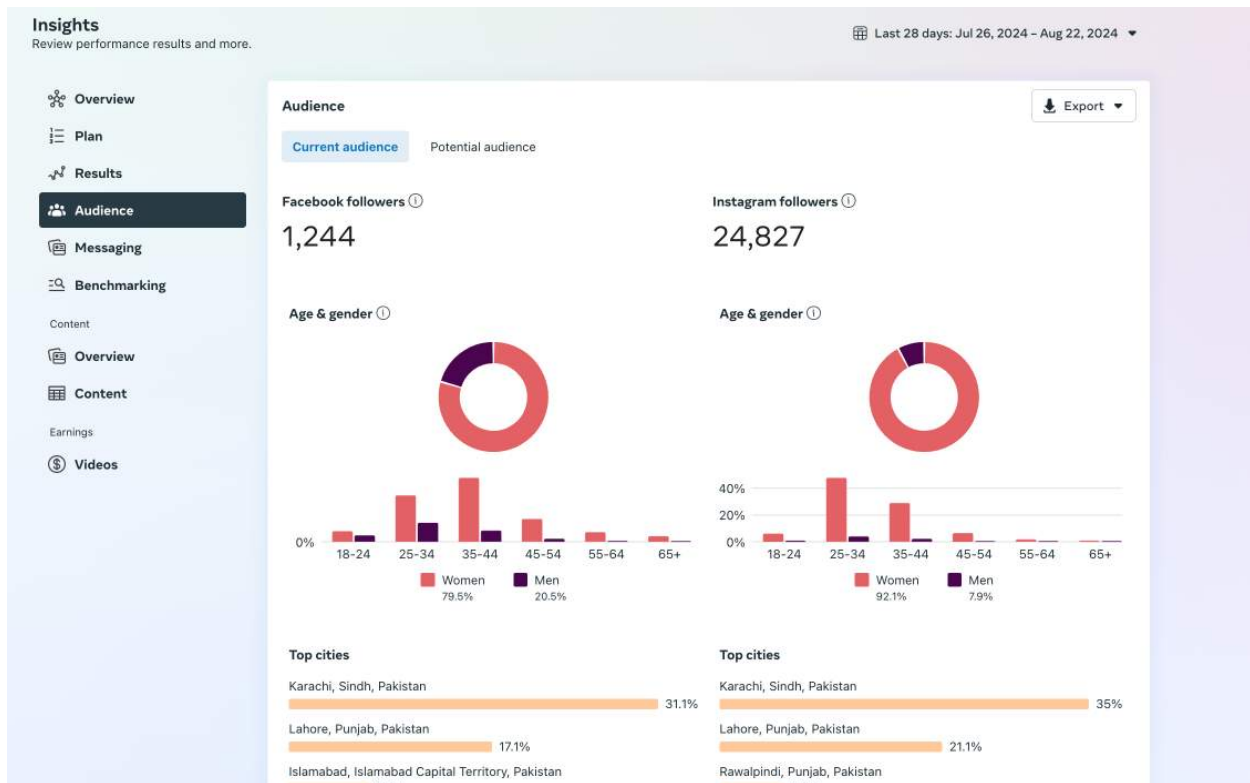 Insights
Review performance results and more.
Last 28 days: Jul 26, 2024 – Aug 22, 2024
Overview
Plan
Results
Audience
Messaging
Benchmarking
Content
Overview
Content
Earnings
Videos
Audience
Export
Current audience
Potential audience
Facebook followers
1,244
Age & gender
0%
18-24 25-34 35-44 45-54 55-64 65+
Women Men
79.5% 20.5%
Top cities
Karachi, Sindh, Pakistan
31.1%
Lahore, Punjab, Pakistan
17.1%
Islamabad, Islamabad Capital Territory, Pakistan
Instagram followers
24,827
Age & gender
40%
20%
0%
18-24 25-34 35-44 45-54 55-64 65+
Women Men
92.1% 7.9%
Top cities
Karachi, Sindh, Pakistan
35%
Lahore, Punjab, Pakistan
21.1%
Rawalpindi, Punjab, Pakistan